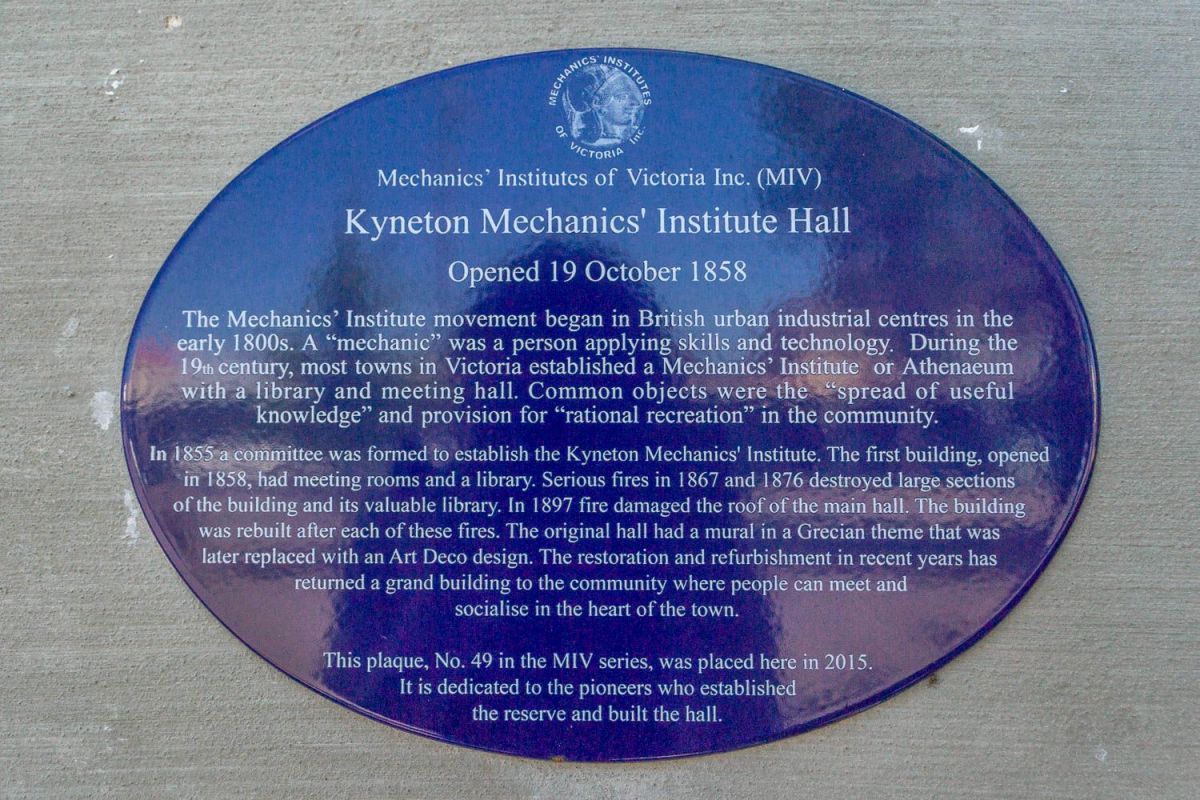 MECHANICS' INSTITUTES
OF VICTORIA Inc.
Mechanics' Institutes of Victoria Inc. (MIV)
Kyneton Mechanics' Institute Hall
Opened 19 October 1858
The Mechanics' Institute movement began in British urban industrial centres in the
early 1800s. A “mechanic” was a person applying skills and technology. During the
19th century, most towns in Victoria established a Mechanics' Institute or Athenaeum
with a library and meeting hall. Common objects were the “spread of useful
knowledge” and provision for “rational recreation” in the community.
In 1855 a committee was formed to establish the Kyneton Mechanics' Institute. The first building, opened
in 1858, had meeting rooms and a library. Serious fires in 1867 and 1876 destroyed large sections
of the building and its valuable library. In 1897 fire damaged the roof of the main hall. The building
was rebuilt after each of these fires. The original hall had a mural in a Grecian theme that was
later replaced with an Art Deco design. The restoration and refurbishment in recent years has
returned a grand building to the community where people can meet and
socialise in the heart of the town.
This plaque, No. 49 in the MIV series, was placed here in 2015.
It is dedicated to the pioneers who established
the reserve and built the hall.